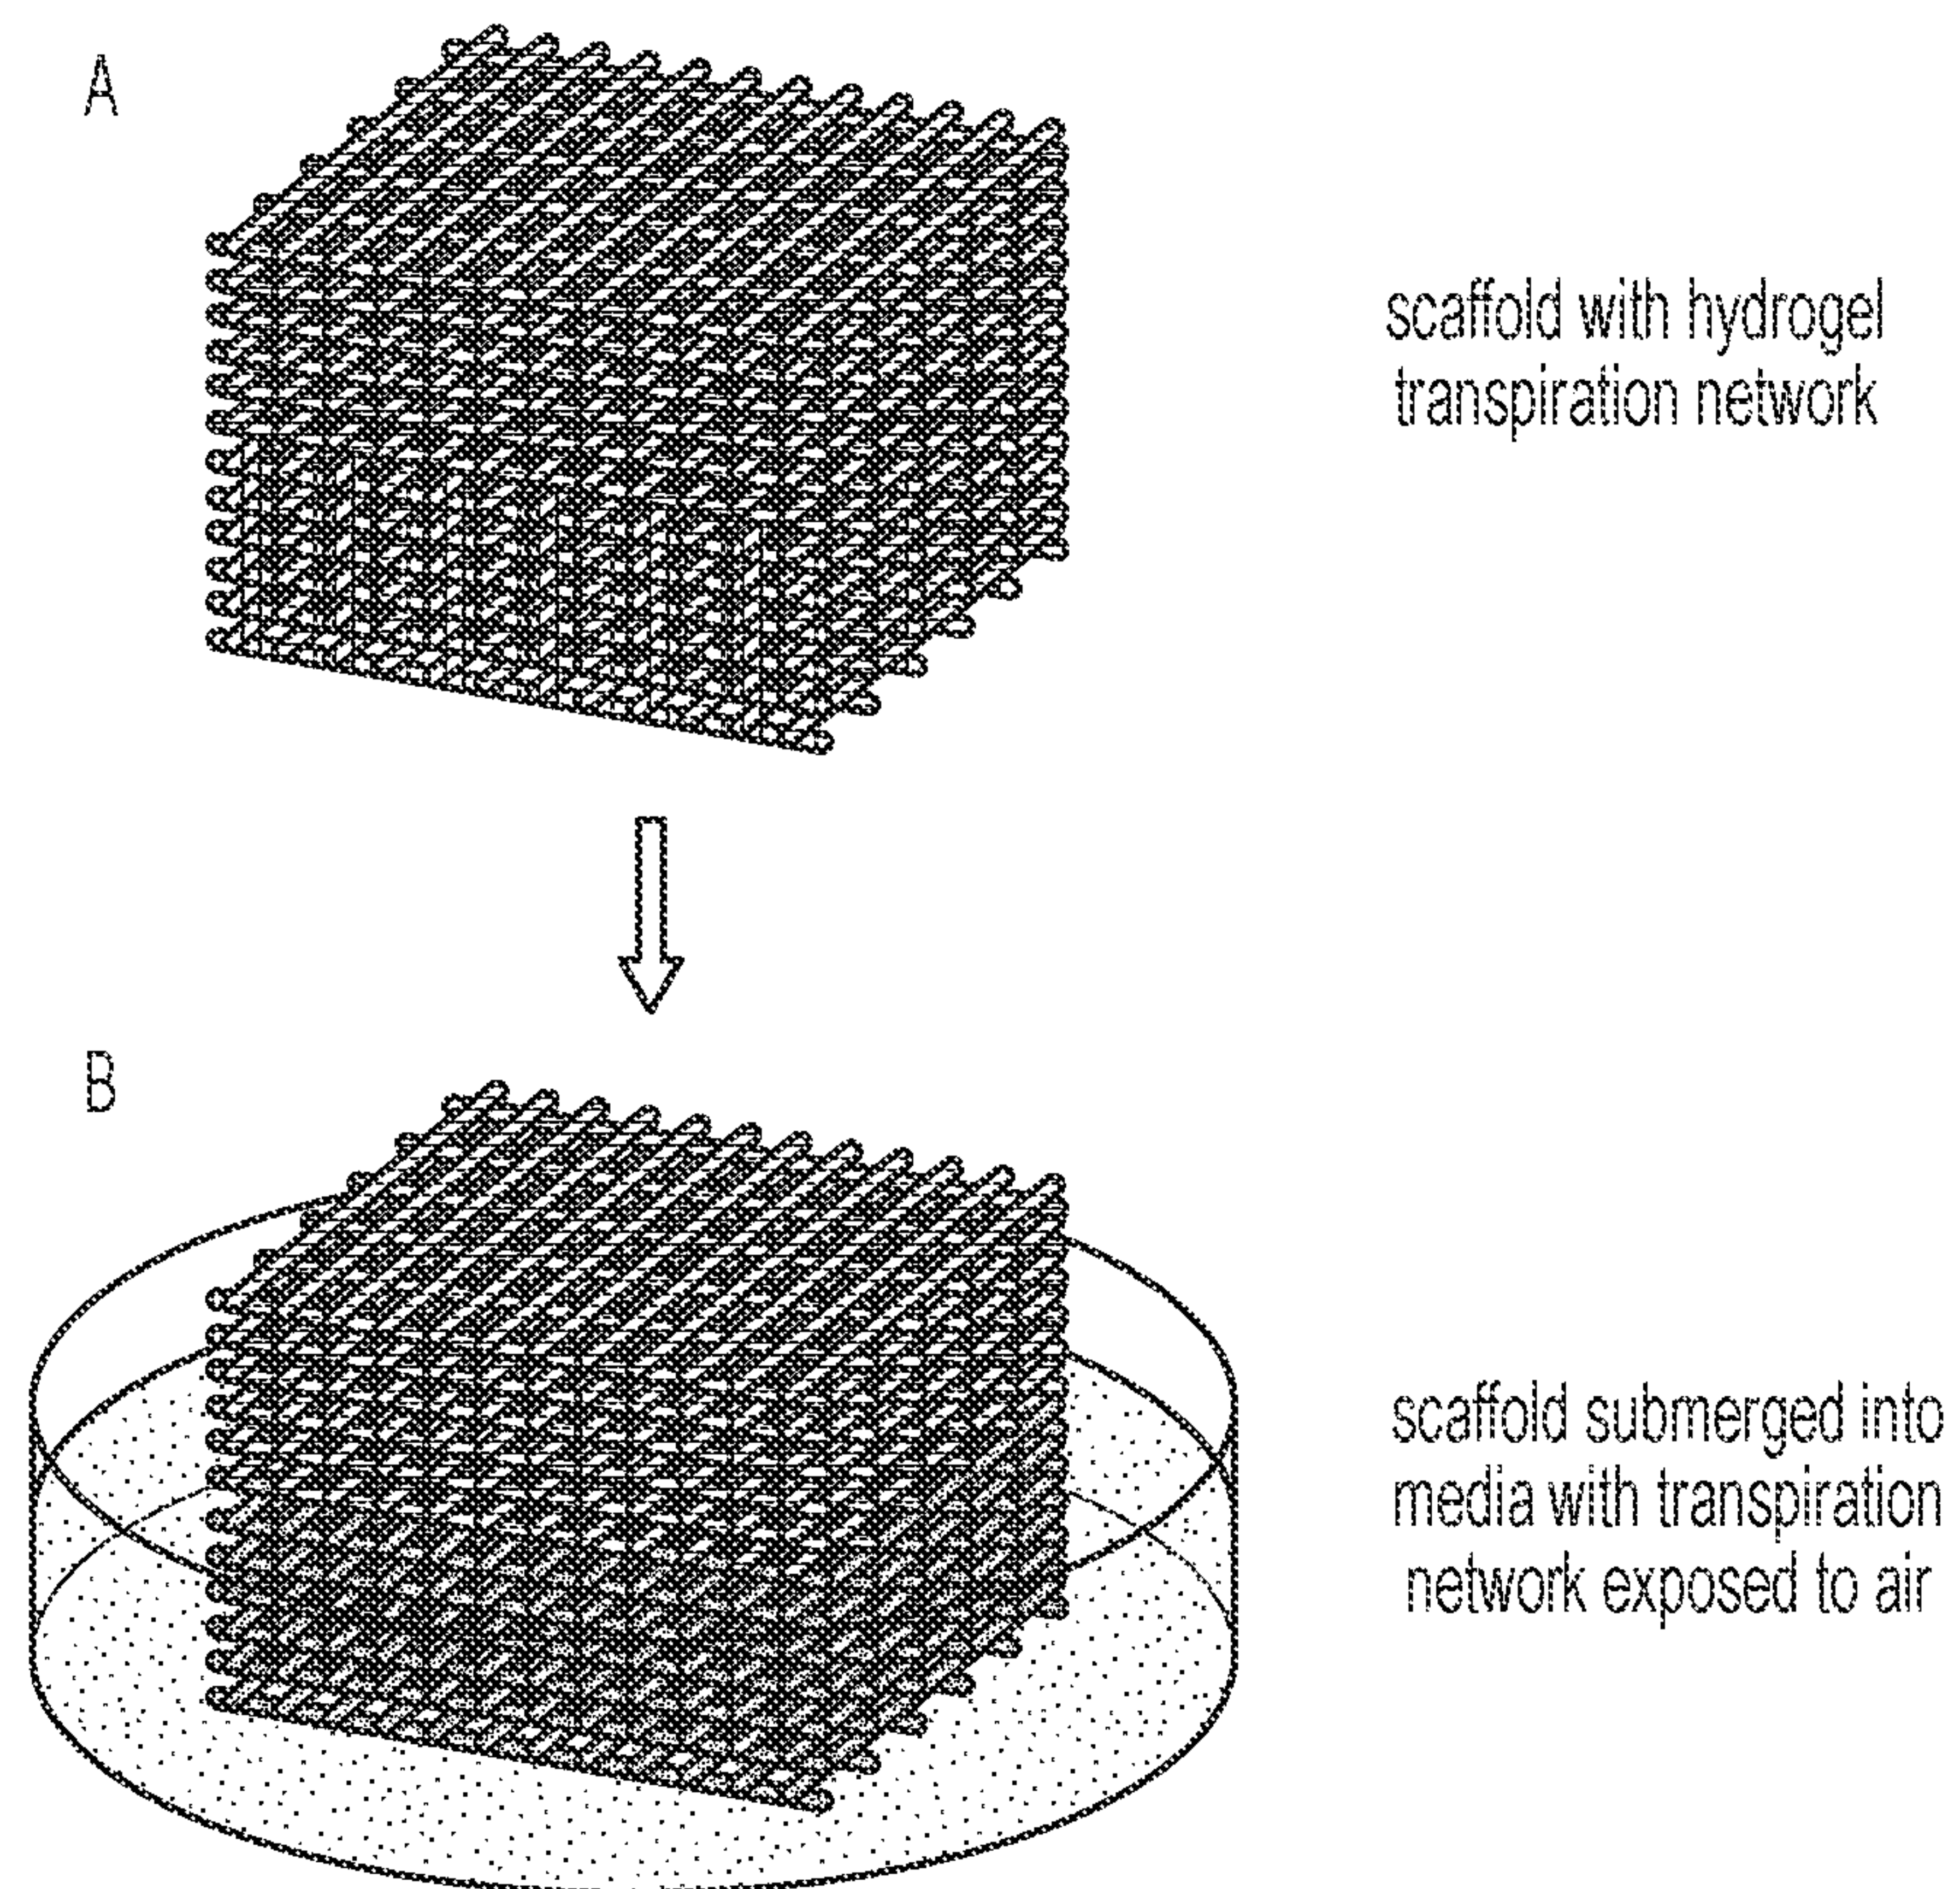 A
scaffold with hydrogel
transpiration network
B
scaffold submerged into
media with transpiration
network exposed to air